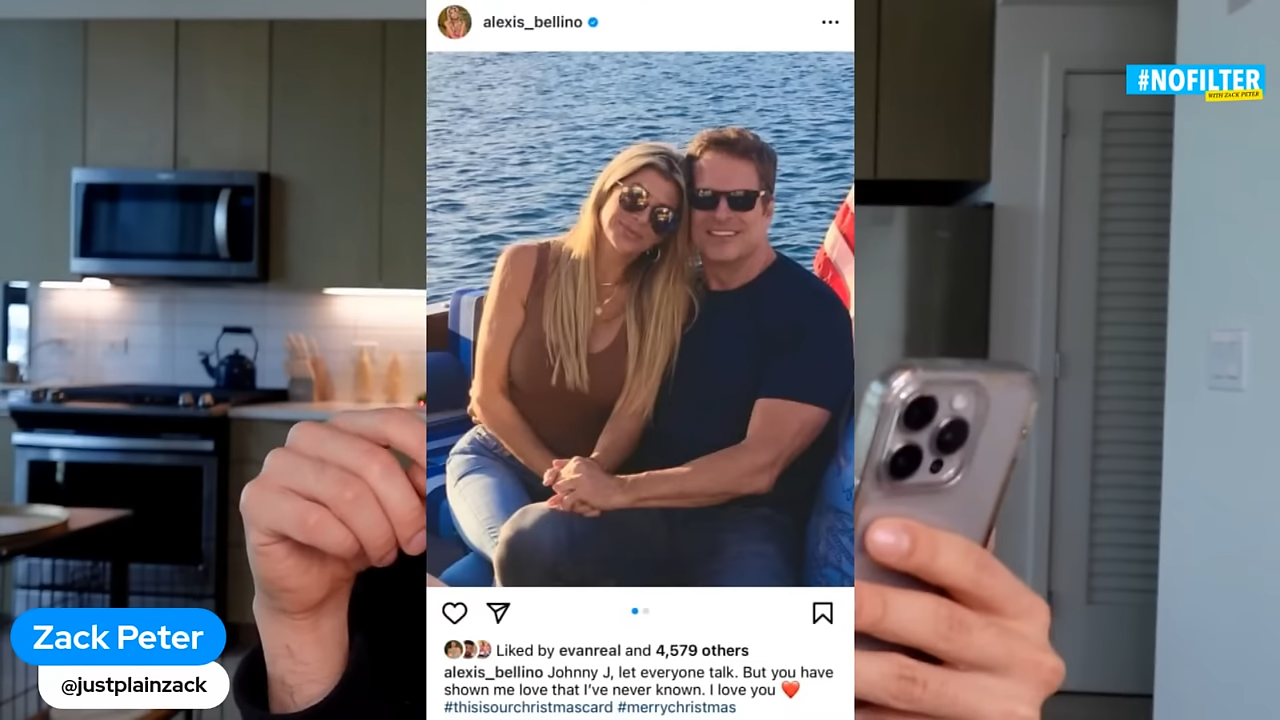 alexis_bellino
#NOFILTER
WITH ZACK PETER
Liked by evanreal and 4,579 others
alexis_bellino Johnny J, let everyone talk. But you have
shown me love that I've never known. I love you ❤️
#thisisourchristmascard #merrychristmas
Zack Peter
@justplainzack